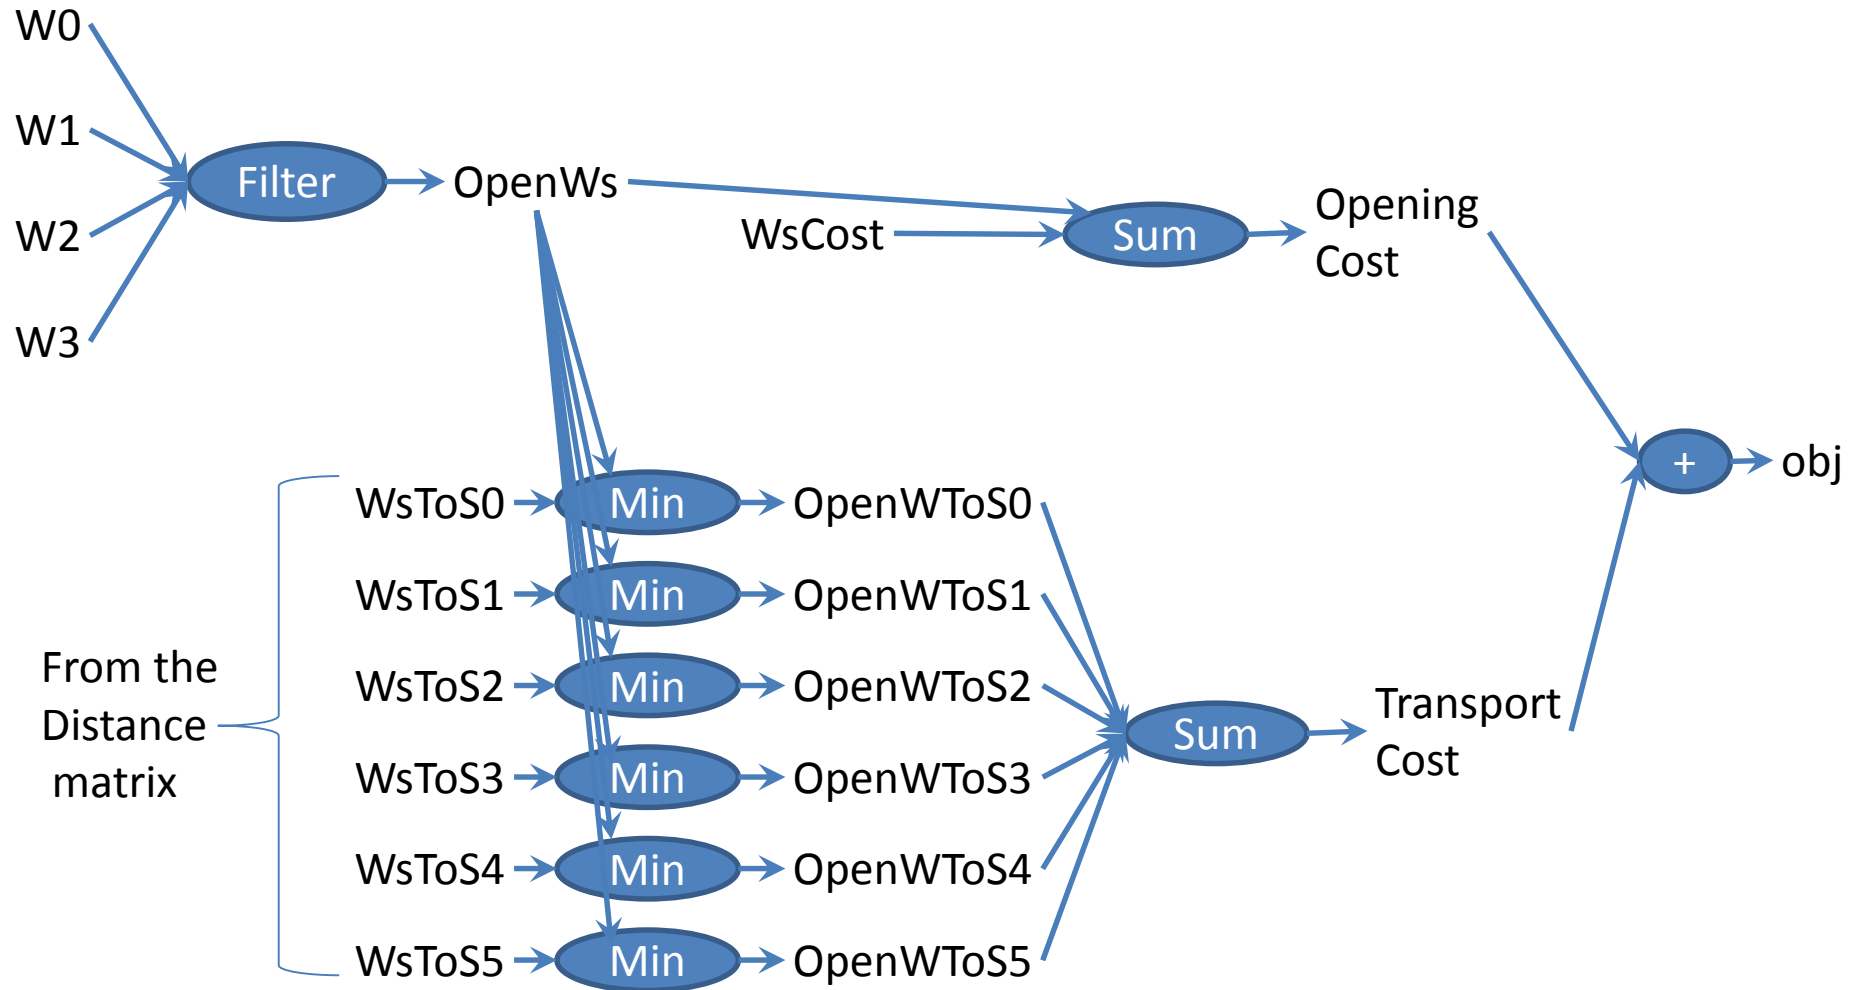 W0
W1
Filter
OpenWs
W2
W3
WsCost
Sum
Opening
Cost
+
obj
From the
Distance
matrix
WsToS0
Min
OpenWToS0
WsToS1
Min
OpenWToS1
WsToS2
Min
OpenWToS2
WsToS3
Min
OpenWToS3
WsToS4
Min
OpenWToS4
WsToS5
Min
OpenWToS5
Sum
Transport
Cost